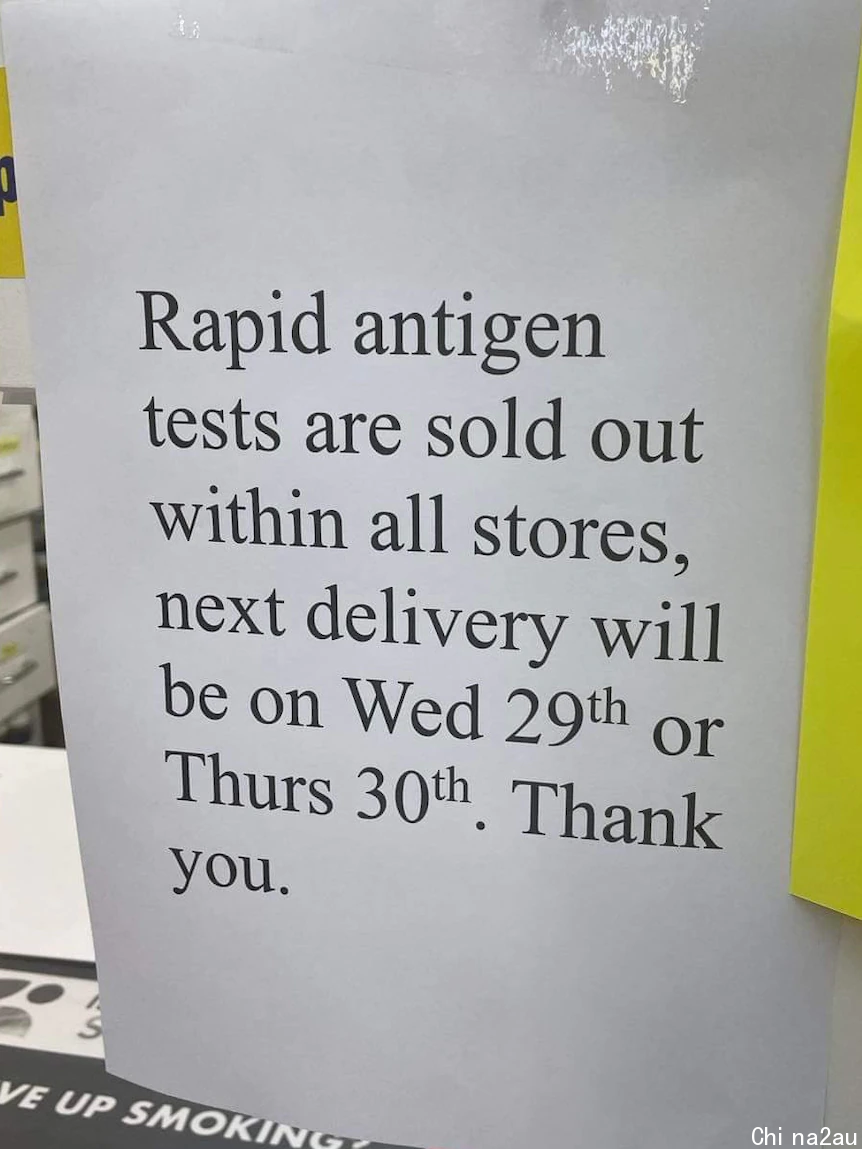 Rapid antigen
tests are sold out
within all stores,
next delivery will
be on Wed 29th or
Thurs 30th. Thank
you.
VE UP SMOKING?
Chi na2au